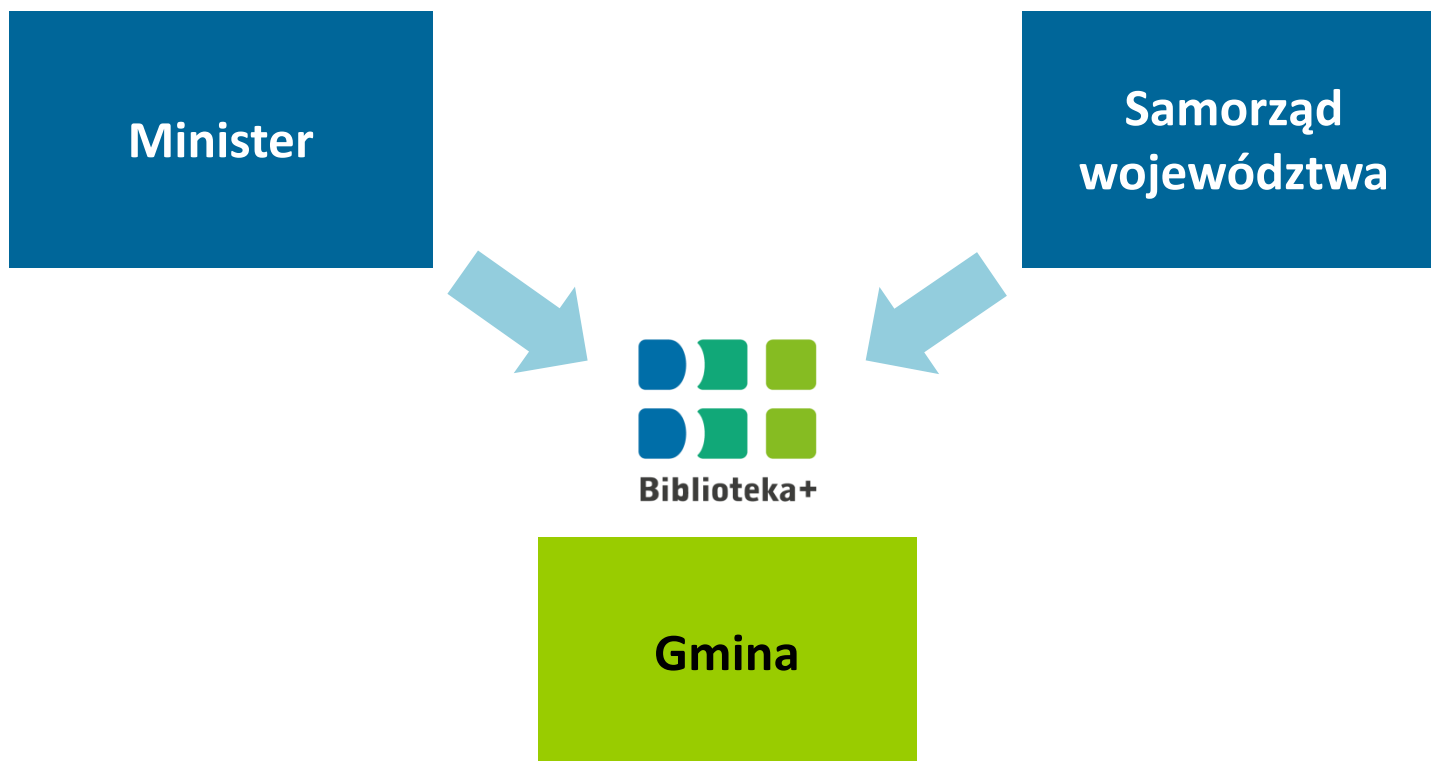 Minister
Samorząd
województwa
Biblioteka+
Gmina